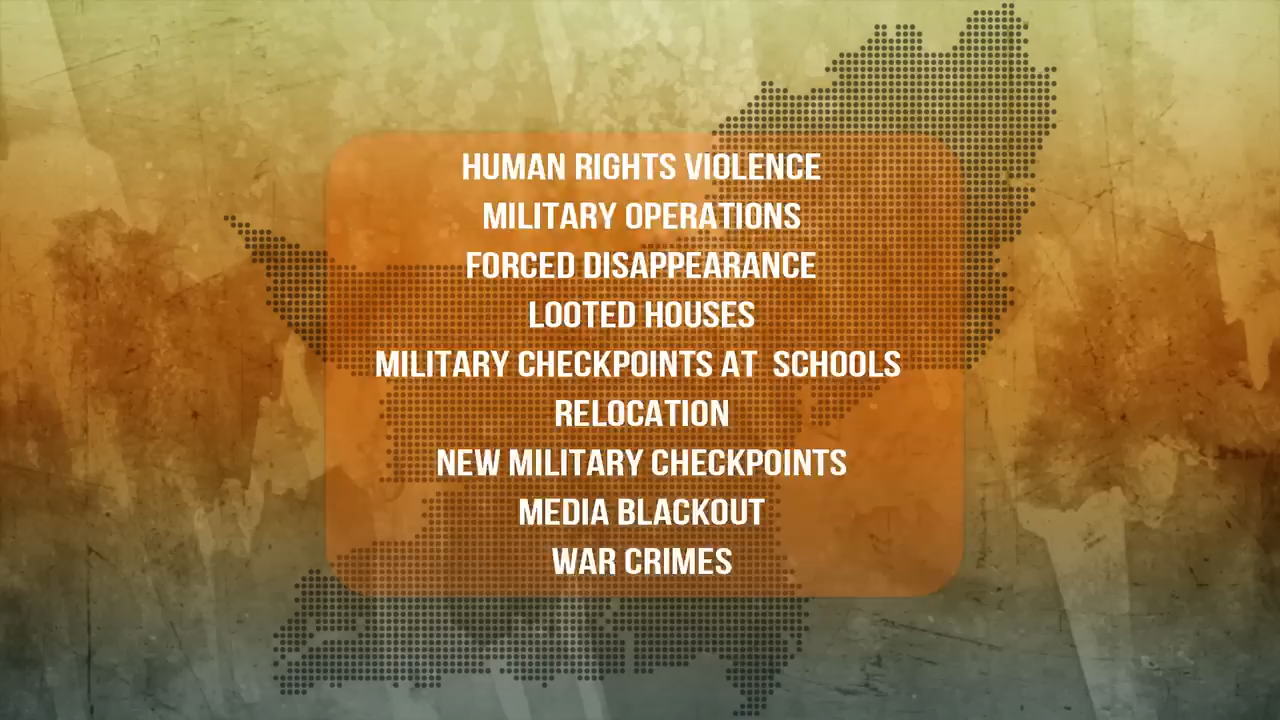 HUMAN RIGHTS VIOLENCE
MILITARY OPERATIONS
FORCED DISAPPEARANCE
LOOTED HOUSES
MILITARY CHECKPOINTS AT  SCHOOLS
RELOCATION
NEW MILITARY CHECKPOINTS
MEDIA BLACKOUT
WAR CRIMES